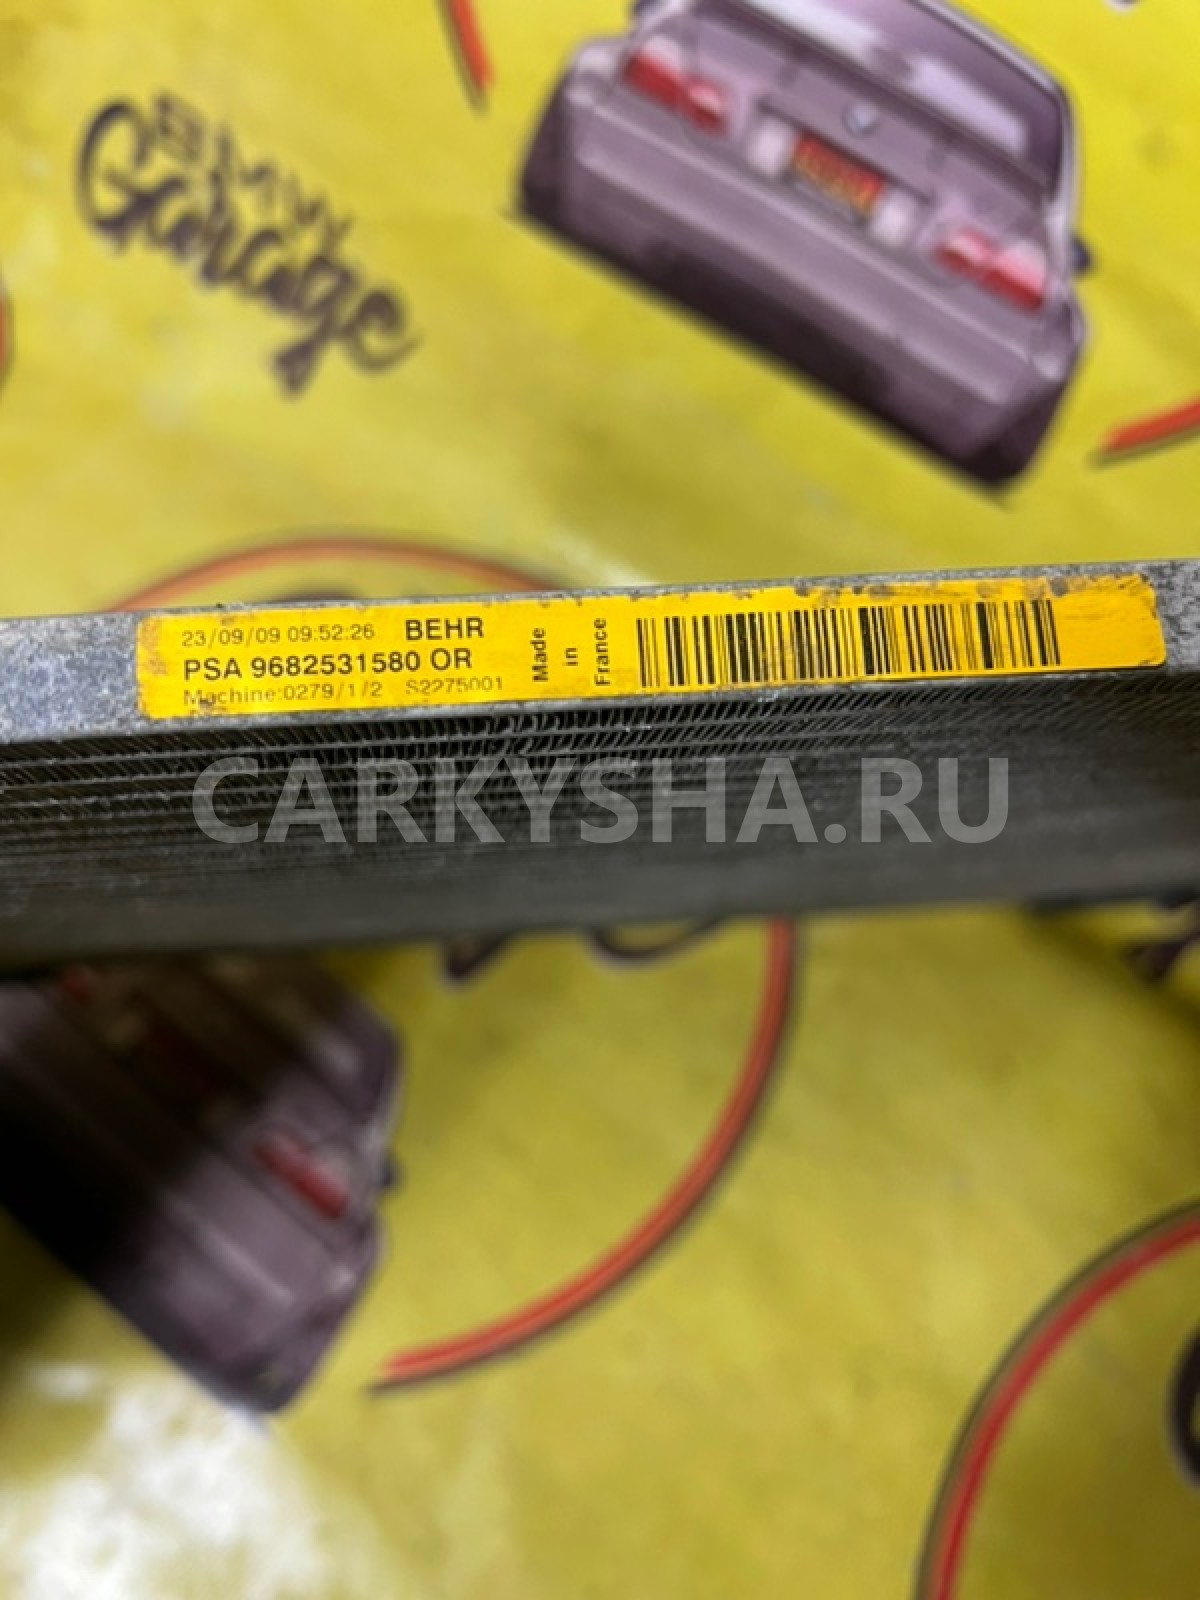 BMW
Garage
23/09/09 09:52:26 BEHR
PSA 9682531580 OR
Machine:0279/1/2 S2275001
Made
in
France
CARKYSHA.RU